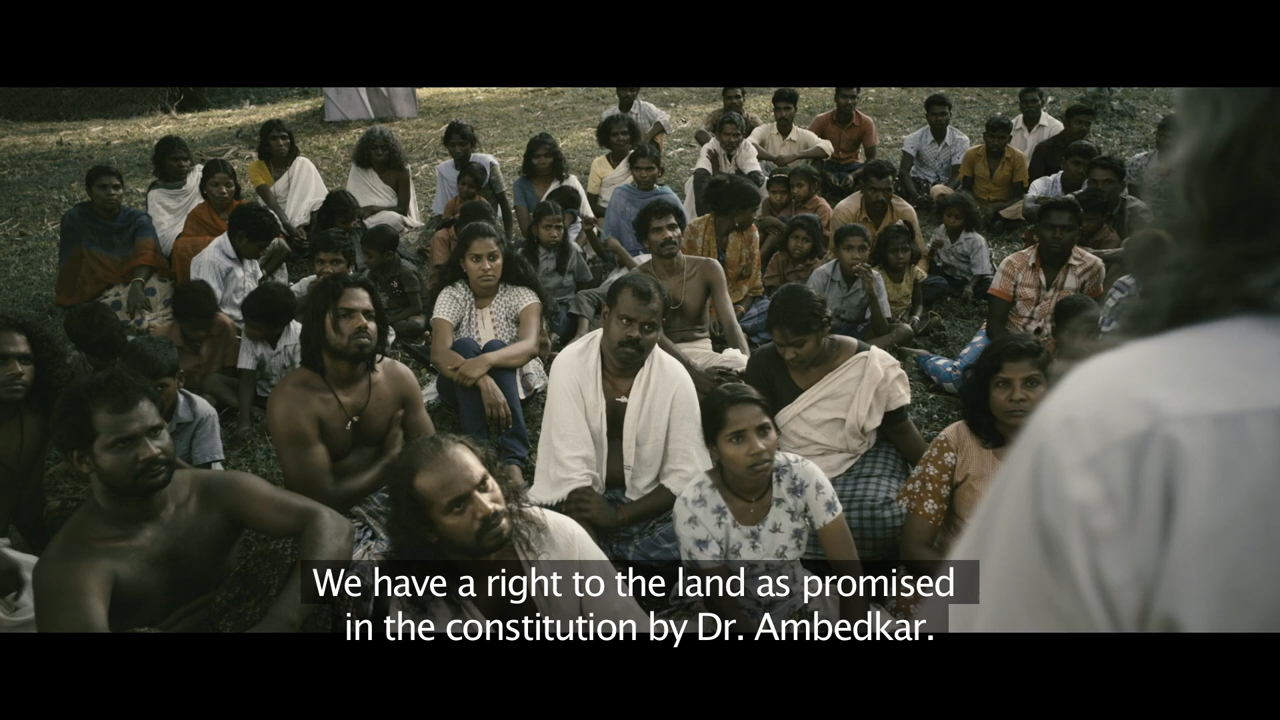 We have a right to the land as promised
in the constitution by Dr. Ambedkar.